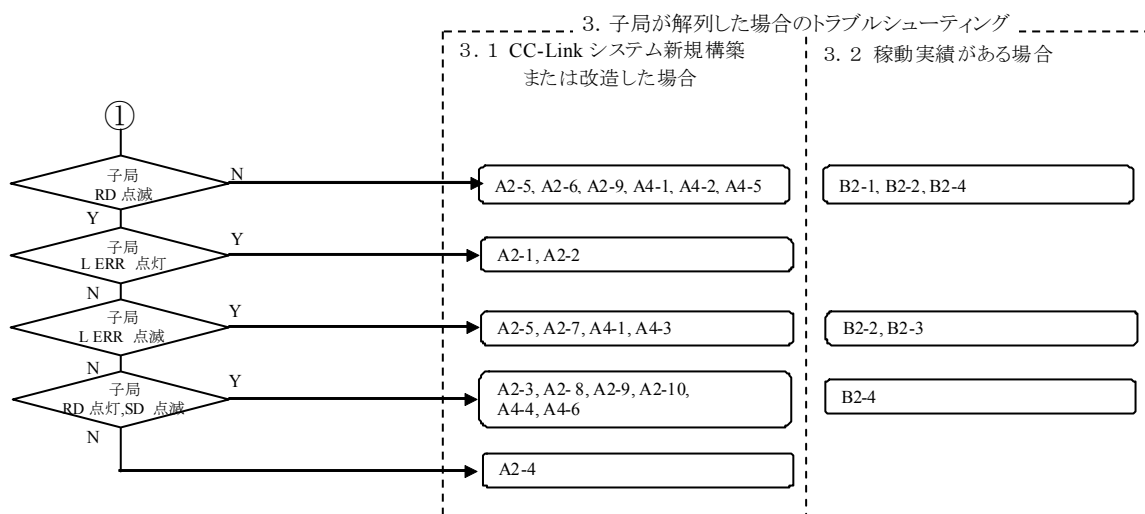 3. 子局が解列した場合のトラブルシューティング
3. 1 CC-Link システム新規構築
または改造した場合
3. 2 稼動実績がある場合
①
子局
RD 点滅
N
A2-5, A2-6, A2-9, A4-1, A4-2, A4-5
B2-1, B2-2, B2-4
Y
子局
L ERR 点灯
Y
A2-1, A2-2
N
子局
L ERR 点滅
Y
A2-5, A2-7, A4-1, A4-3
B2-2, B2-3
N
子局
RD 点灯,SD 点滅
Y
A2-3, A2- 8, A2-9, A2-10,
A4-4, A4-6
B2-4
N
A2-4